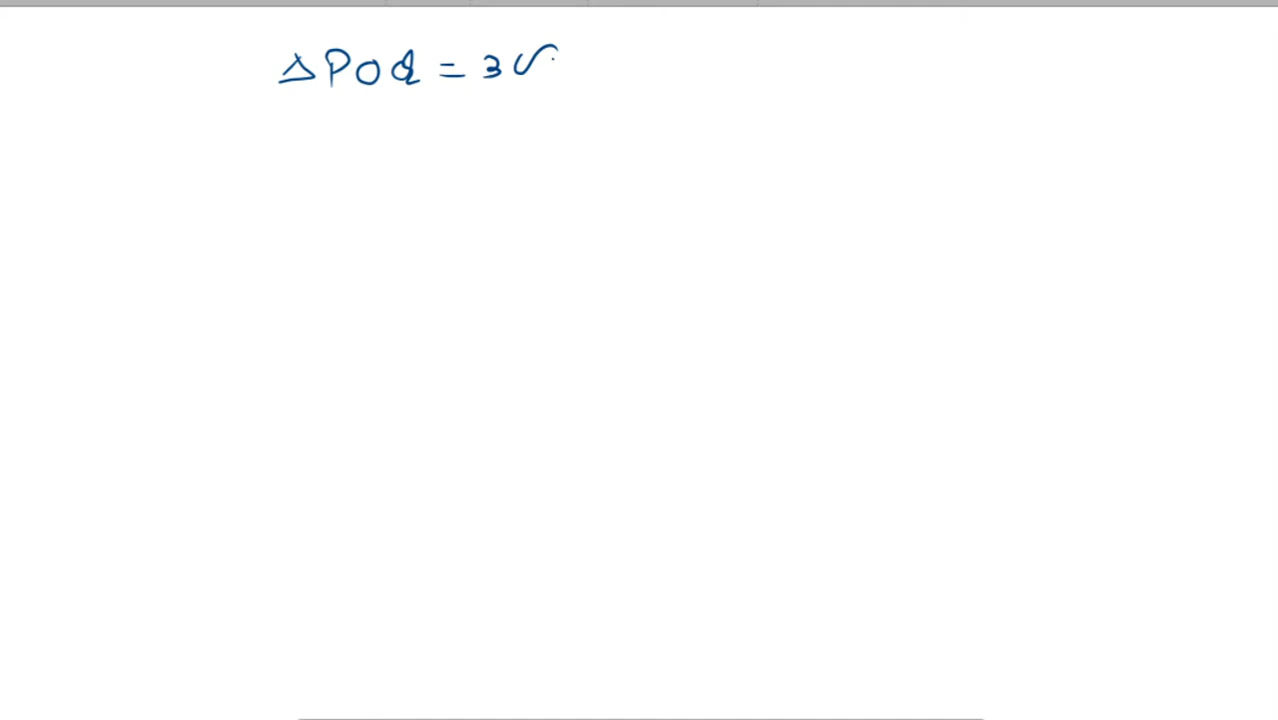 △POQ = 3√